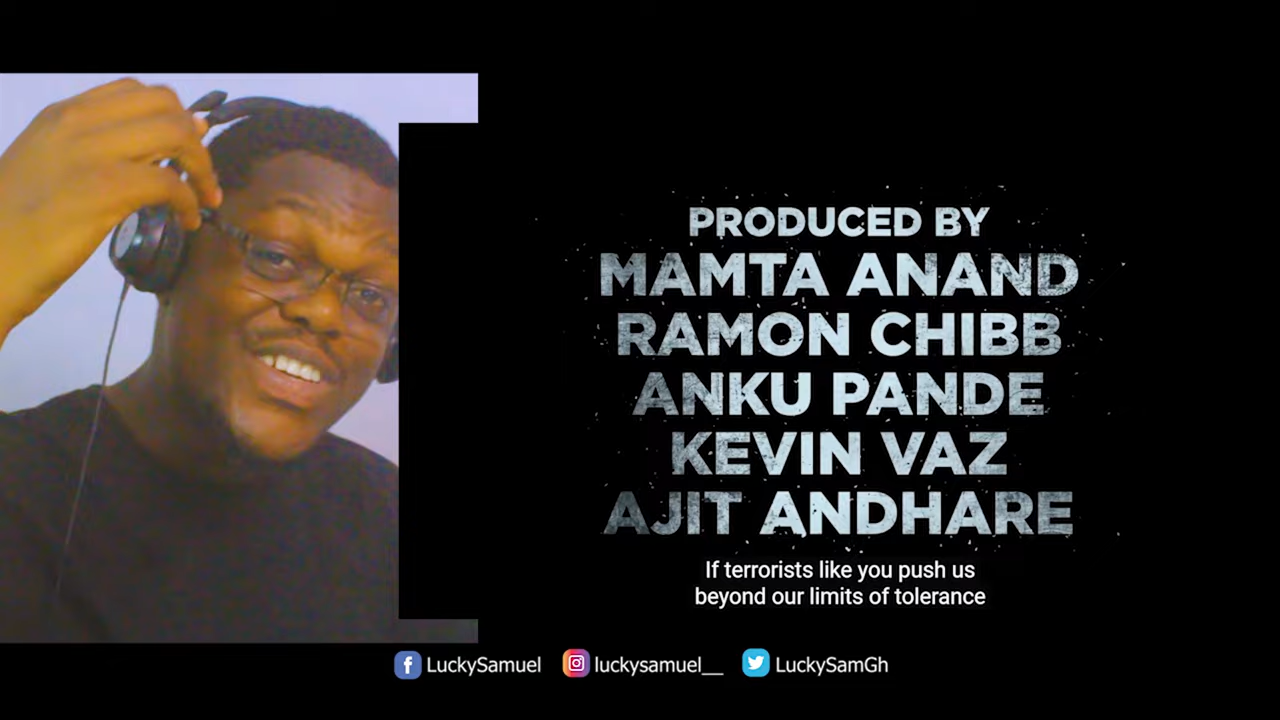 PRODUCED BY
MAMTA ANAND
RAMON CHIBB
ANKU PANDE
KEVIN VAZ
AJIT ANDHARE
If terrorists like you push us
beyond our limits of tolerance
LuckySamuel luckysamuel__ LuckySamGh